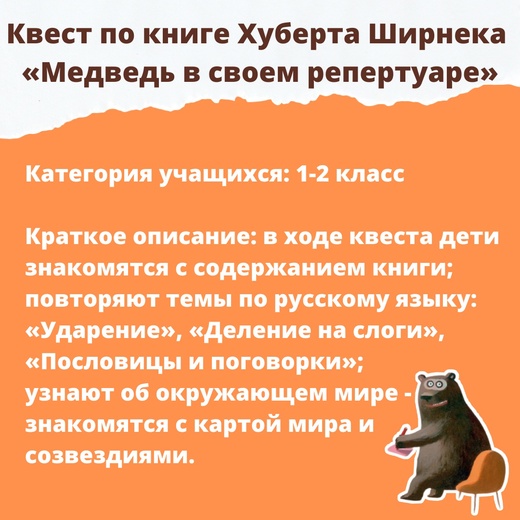 Квест по книге Хуберта Ширнека
«Медведь в своем репертуаре»
Категория учащихся: 1-2 класс
Краткое описание: в ходе квеста дети
знакомятся с содержанием книги;
повторяют темы по русскому языку:
«Ударение», «Деление на слоги»,
«Пословицы и поговорки»;
узнают об окружающем мире -
знакомятся с картой мира и
созвездиями.